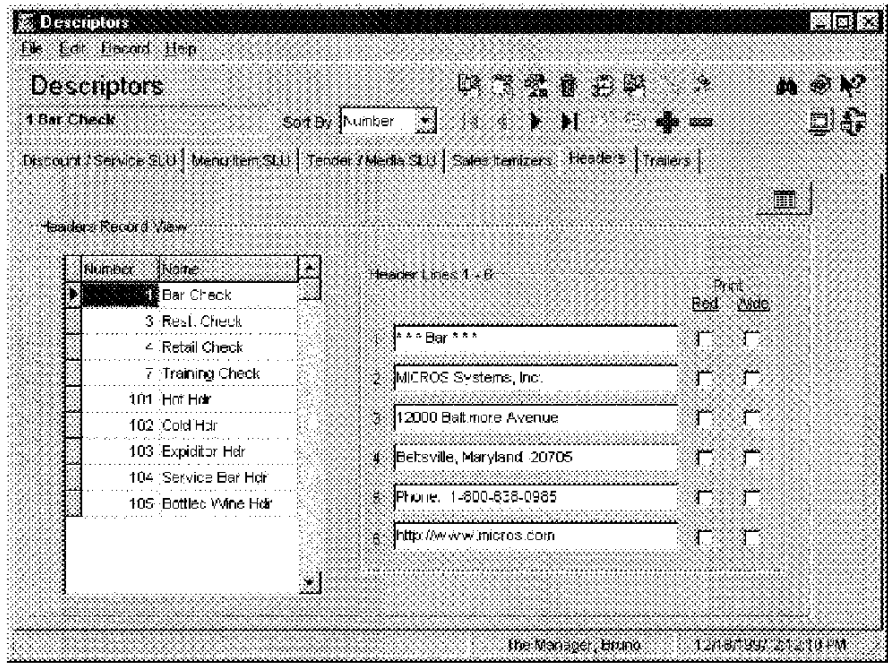 Descriptors
File Edit Record Help
Descriptors
1 Bar Check
Sort By Number
Discount / Service SLU Menu Item SLU Tender / Media SLU Sales Itemizers Headers Trailers
Headers Record View
Number Name
1 Bar Check
3 Rest. Check
4 Retail Check
7 Training Check
101 Hot Hdr
102 Cold Hdr
103 Expiditor Hdr
104 Service Bar Hdr
105 Bottled Wine Hdr
Header Lines 1 - 6
Print
Red Wide
1 * * * Bar * * *
2 MICROS Systems, Inc.
3 12000 Baltimore Avenue
4 Beltsville, Maryland 20705
5 Phone: 1-800-638-0985
6 http://www.micros.com
The Manager, Bruno